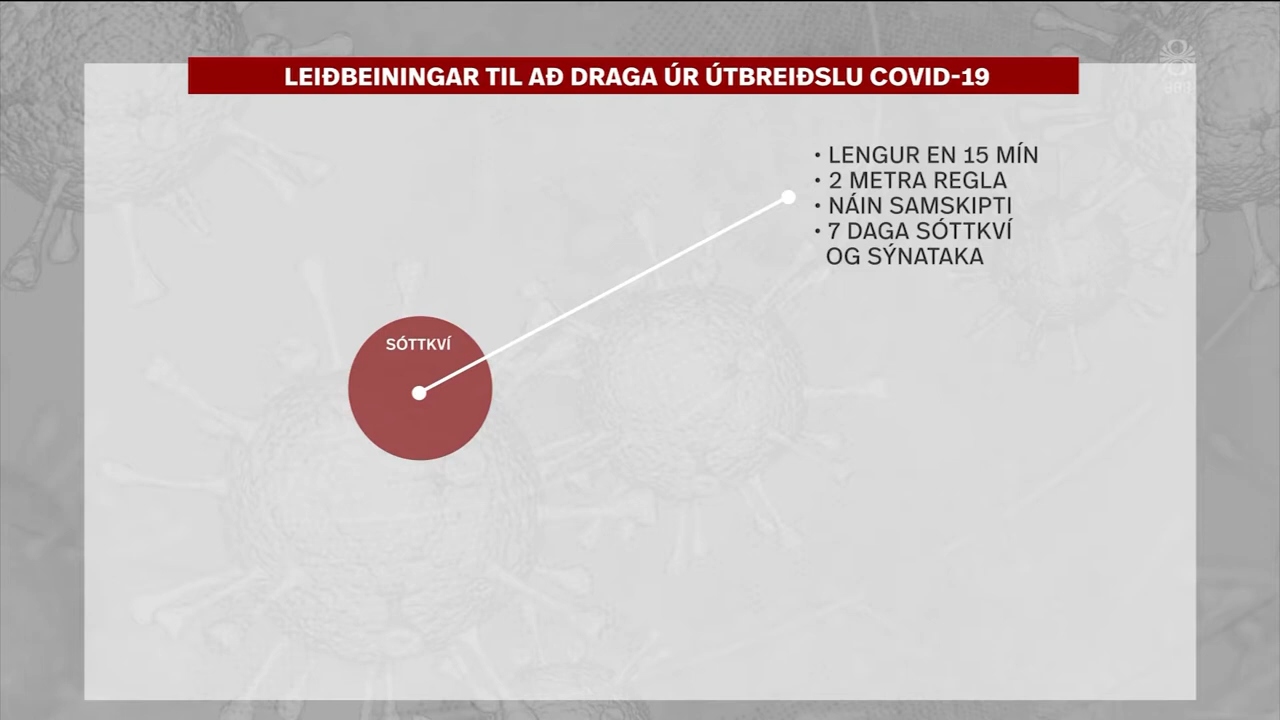 LEIÐBEININGAR TIL AÐ DRAGA ÚR ÚTBREIÐSLU COVID-19
• LENGUR EN 15 MÍN
• 2 METRA REGLA
• NÁIN SAMSKIPTI
• 7 DAGA SÓTTKVÍ
OG SÝNATAKA
SÓTTKVÍ